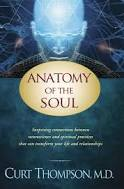 ANATOMY
OF THE
SOUL
Surprising connections between
neuroscience and spiritual practices
that can transform your life and relationships
CURT THOMPSON, M.D.